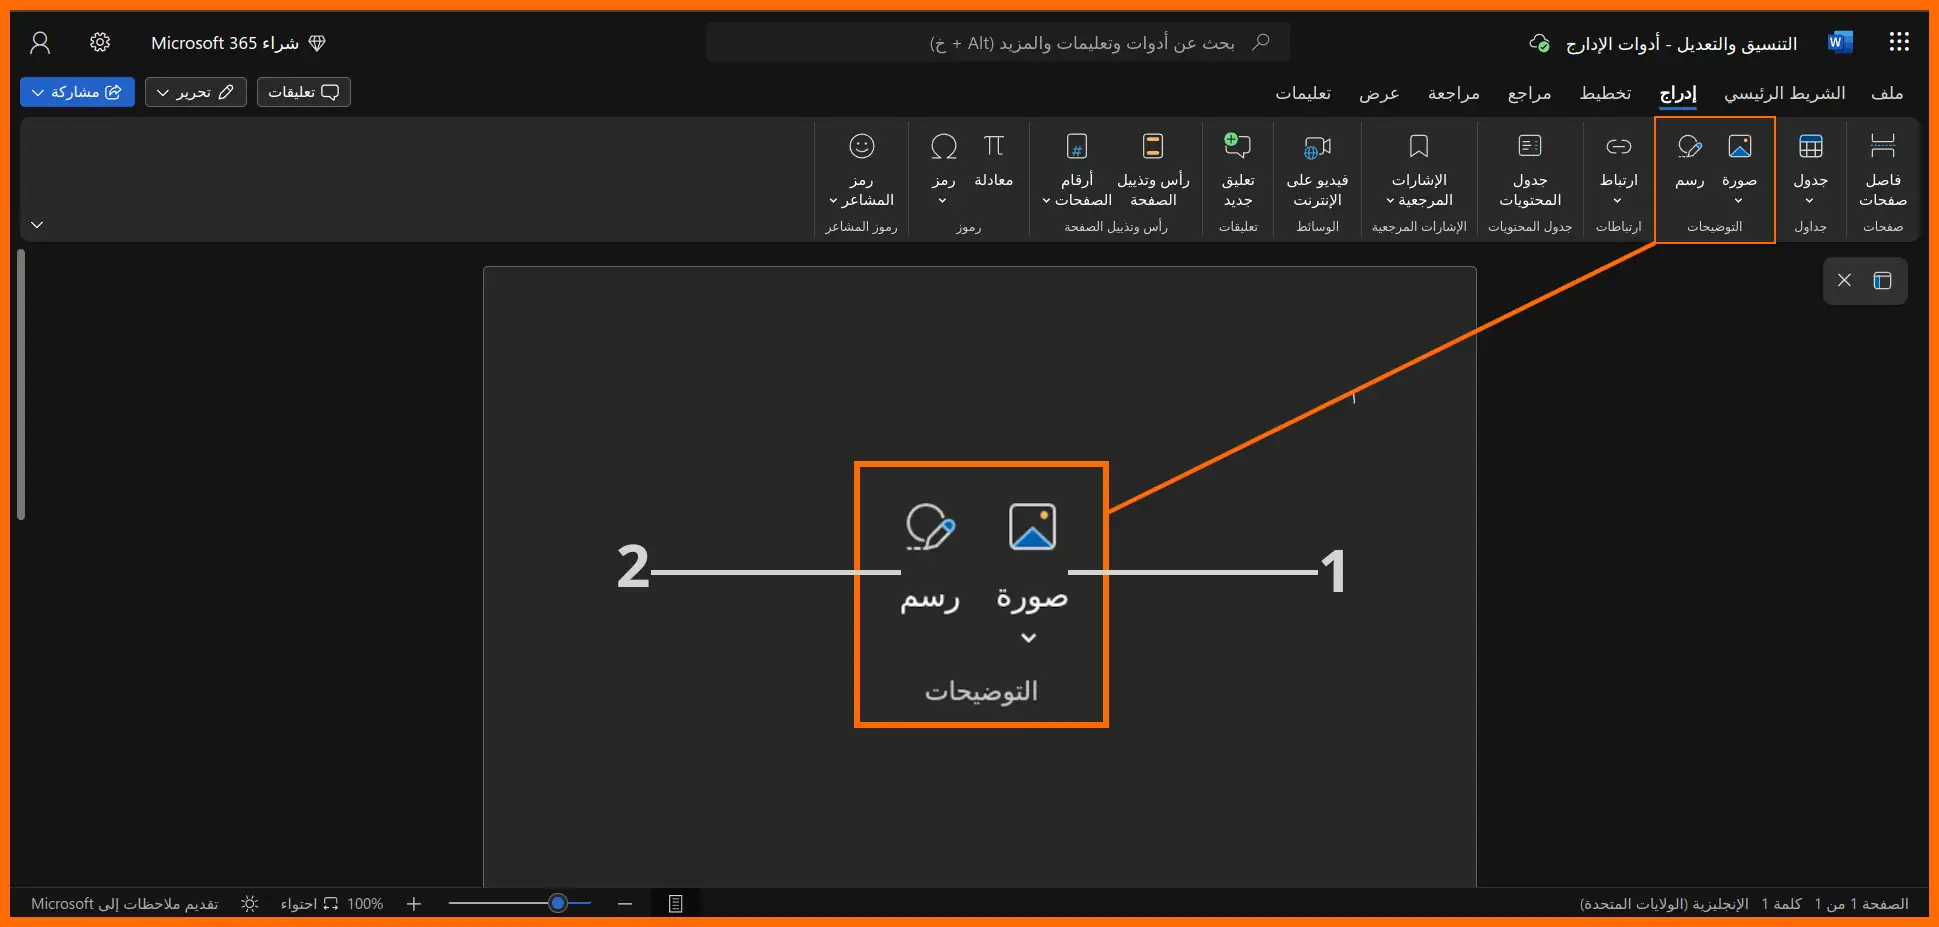 التنسيق والتعديل - أدوات الإدارج
بحث عن أدوات وتعليمات والمزيد (Alt + خ)
شراء Microsoft 365
ملف
الشريط الرئيسي
إدراج
تخطيط
مراجع
مراجعة
عرض
تعليمات
تعليقات
تحرير
مشاركة
فاصل
صفحات
صفحات
جدول
جداول
صورة
رسم
التوضيحات
ارتباط
ارتباطات
جدول
المحتويات
جدول المحتويات
الإشارات
المرجعية
الإشارات المرجعية
فيديو على
الإنترنت
الوسائط
تعليق
جديد
تعليقات
رأس وتذييل
الصفحة
أرقام
الصفحات
رأس وتذييل الصفحة
معادلة
رمز
رموز
رمز
المشاعر
رموز المشاعر
1
صورة
رسم
2
التوضيحات
الصفحة 1 من 1
كلمة 1
الإنجليزية (الولايات المتحدة)
100%
احتواء
تقديم ملاحظات إلى Microsoft